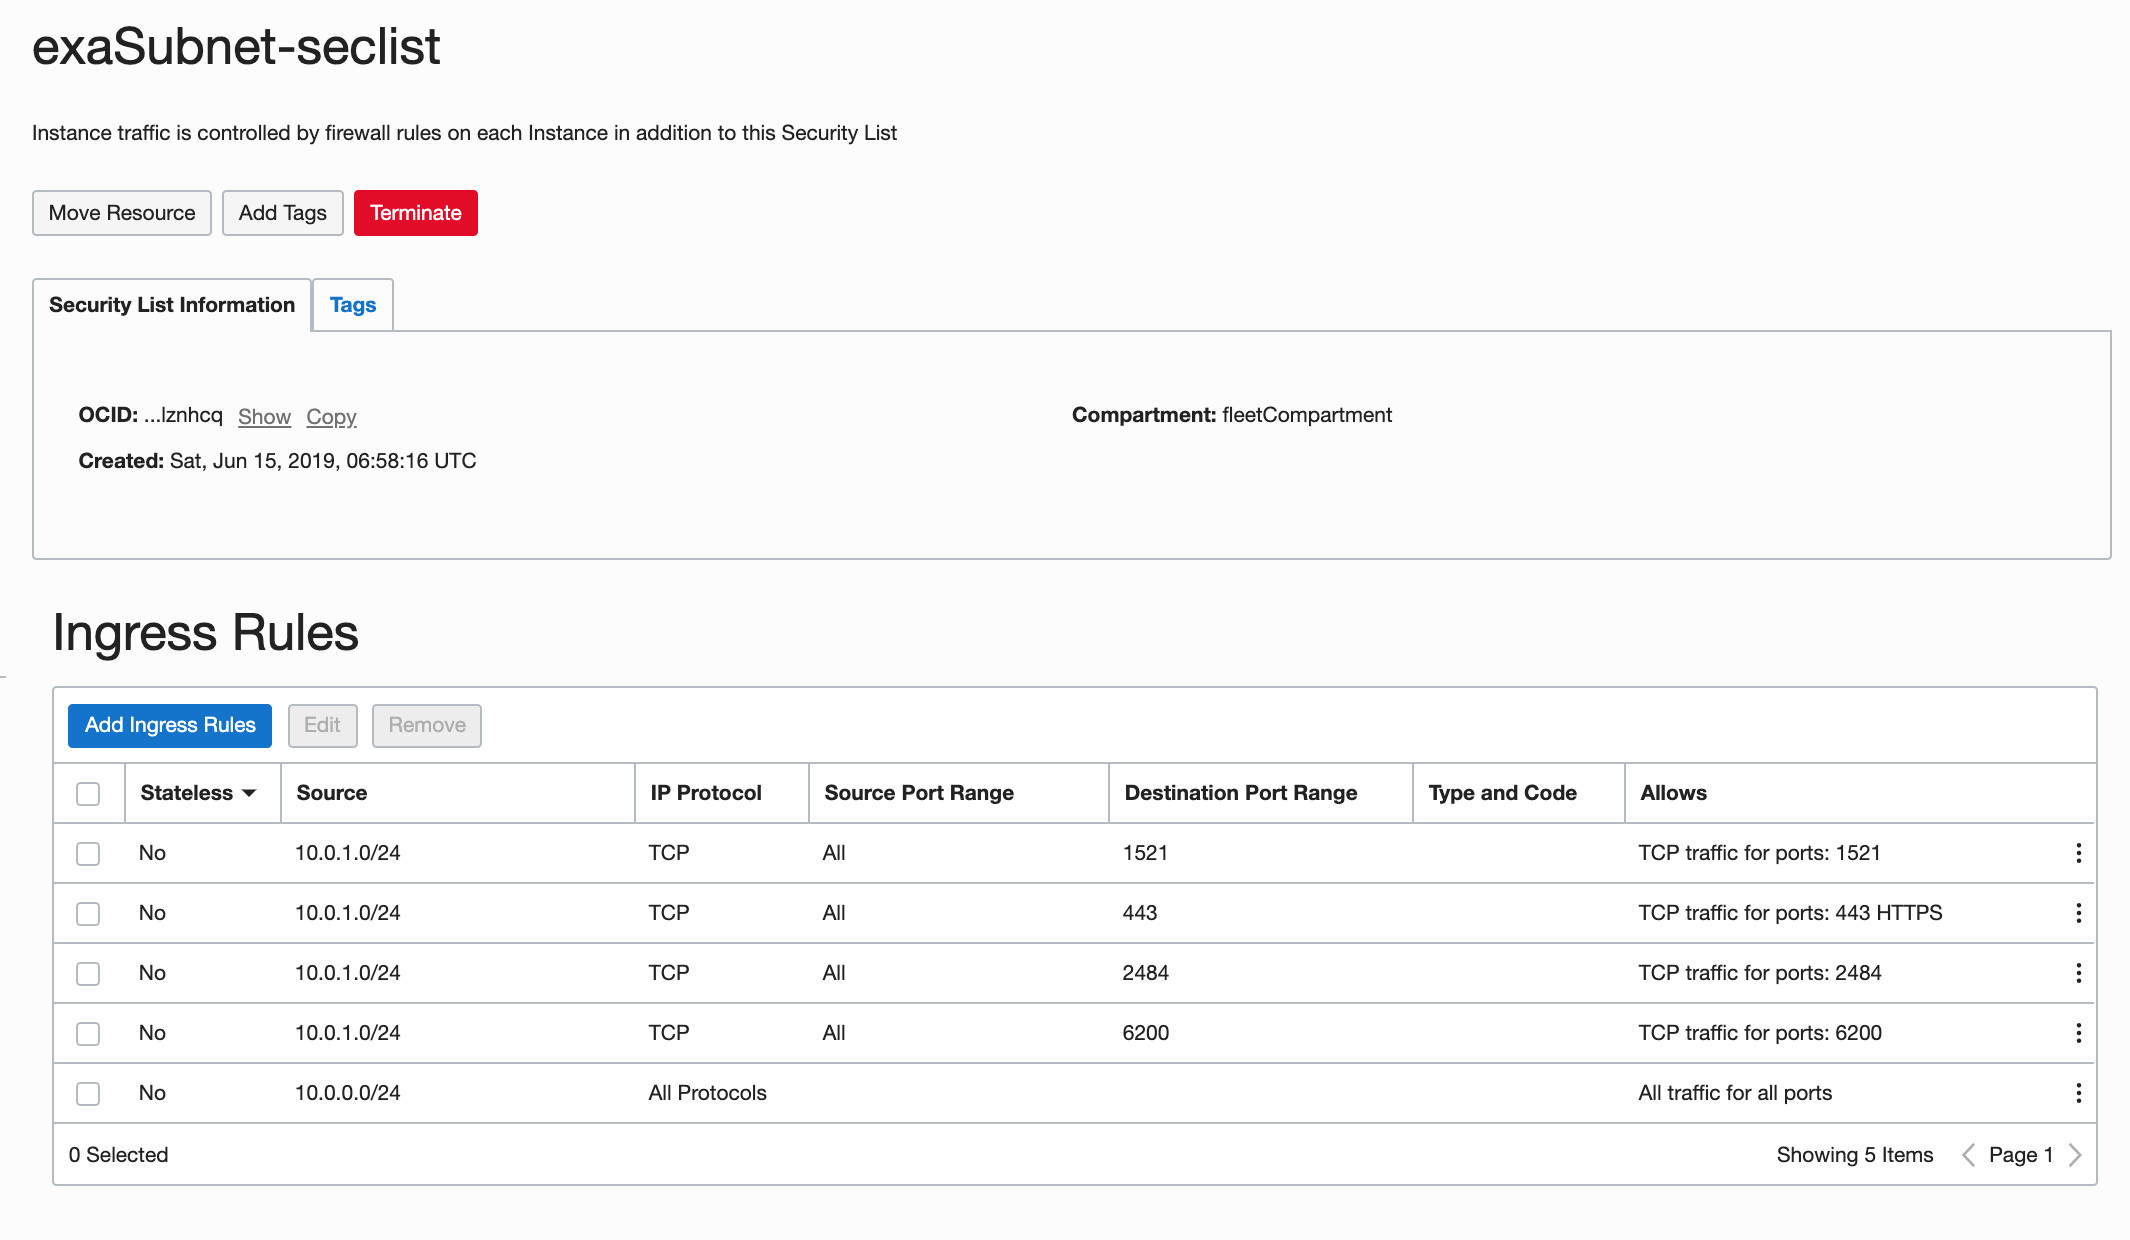 exaSubnet-seclist
Instance traffic is controlled by firewall rules on each Instance in addition to this Security List
Move Resource Add Tags Terminate
Security List Information Tags
OCID: ...lznhcq Show Copy Compartment: fleetCompartment
Created: Sat, Jun 15, 2019, 06:58:16 UTC
Ingress Rules
Add Ingress Rules Edit Remove
Stateless Source IP Protocol Source Port Range Destination Port Range Type and Code Allows
No 10.0.1.0/24 TCP All 1521 TCP traffic for ports: 1521
No 10.0.1.0/24 TCP All 443 TCP traffic for ports: 443 HTTPS
No 10.0.1.0/24 TCP All 2484 TCP traffic for ports: 2484
No 10.0.1.0/24 TCP All 6200 TCP traffic for ports: 6200
No 10.0.0.0/24 All Protocols All traffic for all ports
0 Selected Showing 5 Items Page 1